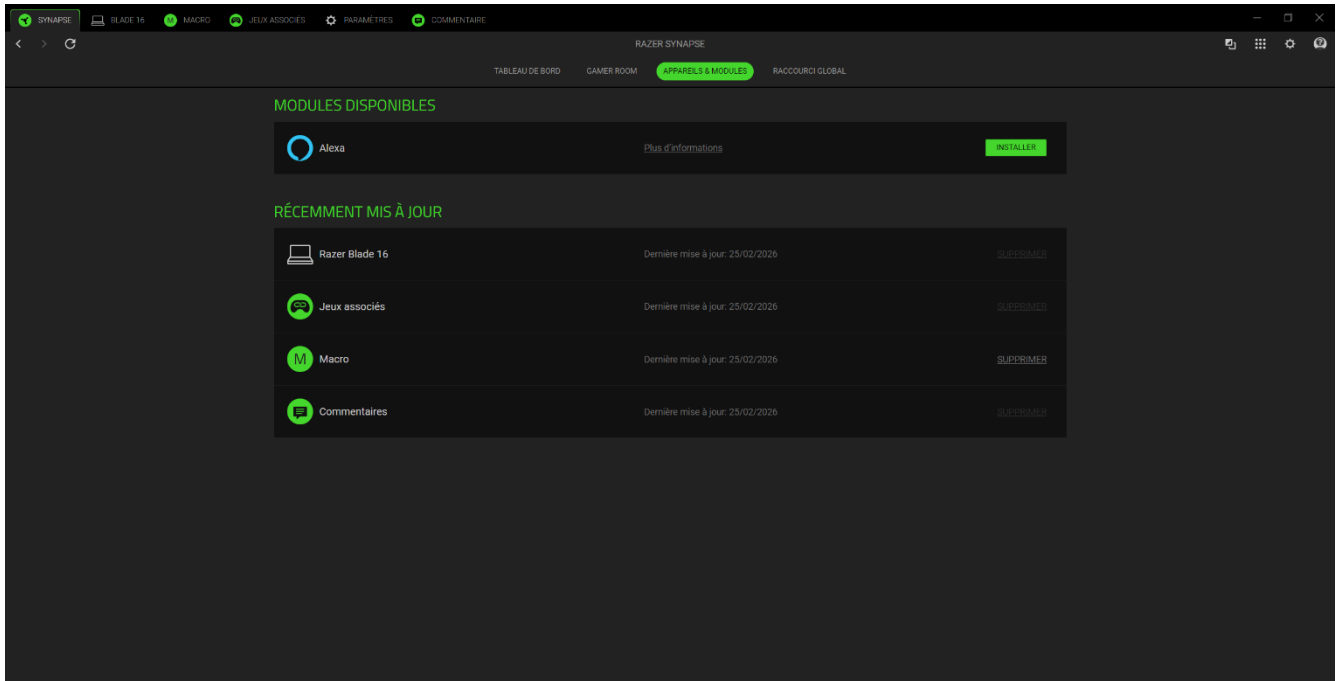 SYNAPSE BLADE 16 M MACRO JEUX ASSOCIÉS PARAMÈTRES COMMENTAIRE
RAZER SYNAPSE
TABLEAU DE BORD GAMER ROOM APPAREILS & MODULES RACCOURCI GLOBAL
MODULES DISPONIBLES
Alexa Plus d'informations INSTALLER
RÉCEMMENT MIS À JOUR
Razer Blade 16 Dernière mise à jour: 25/02/2026 SUPPRIMER
Jeux associés Dernière mise à jour: 25/02/2026 SUPPRIMER
M Macro Dernière mise à jour: 25/02/2026 SUPPRIMER
Commentaires Dernière mise à jour: 25/02/2026 SUPPRIMER